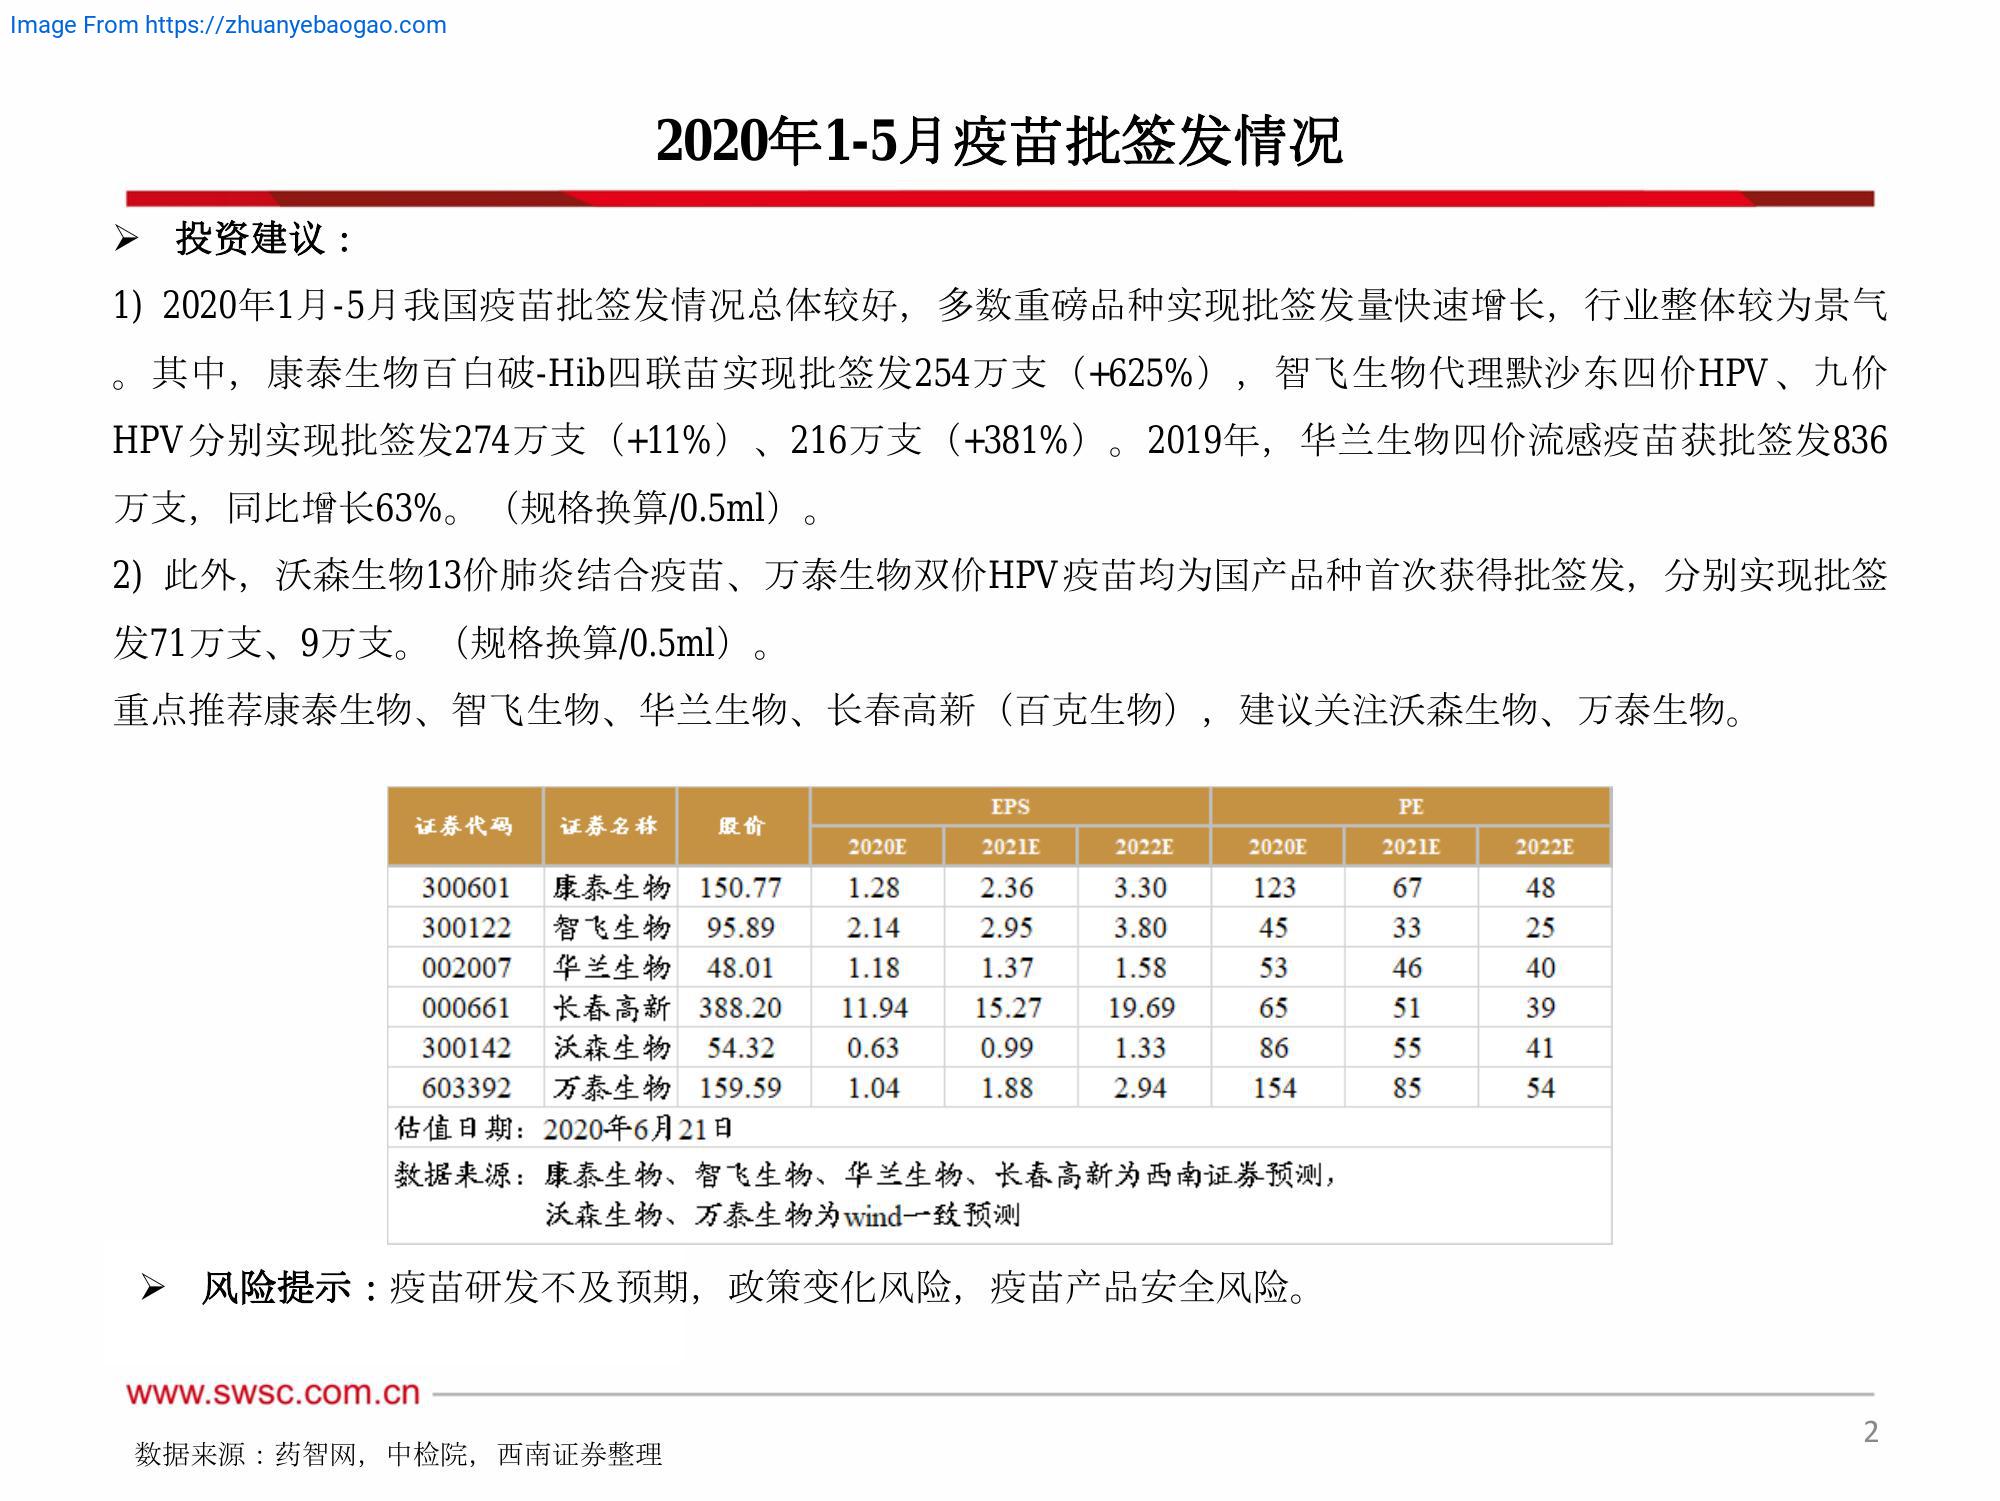 Image From https://zhuanyebaogao.com
2020年1-5月疫苗批签发情况
➢ 投资建议：
1) 2020年1月-5月我国疫苗批签发情况总体较好，多数重磅品种实现批签发量快速增长，行业整体较为景气
。其中，康泰生物百白破-Hib四联苗实现批签发254万支（+625%），智飞生物代理默沙东四价HPV、九价
HPV分别实现批签发274万支（+11%）、216万支（+381%）。2019年，华兰生物四价流感疫苗获批签发836
万支，同比增长63%。（规格换算/0.5ml）。
2) 此外，沃森生物13价肺炎结合疫苗、万泰生物双价HPV疫苗均为国产品种首次获得批签发，分别实现批签
发71万支、9万支。（规格换算/0.5ml）。
重点推荐康泰生物、智飞生物、华兰生物、长春高新（百克生物），建议关注沃森生物、万泰生物。
证券代码 证券名称 股价 EPS PE
2020E 2021E 2022E 2020E 2021E 2022E
300601 康泰生物 150.77 1.28 2.36 3.30 123 67 48
300122 智飞生物 95.89 2.14 2.95 3.80 45 33 25
002007 华兰生物 48.01 1.18 1.37 1.58 53 46 40
000661 长春高新 388.20 11.94 15.27 19.69 65 51 39
300142 沃森生物 54.32 0.63 0.99 1.33 86 55 41
603392 万泰生物 159.59 1.04 1.88 2.94 154 85 54
估值日期：2020年6月21日
数据来源：康泰生物、智飞生物、华兰生物、长春高新为西南证券预测，
沃森生物、万泰生物为wind一致预测
➢ 风险提示：疫苗研发不及预期，政策变化风险，疫苗产品安全风险。
www.swsc.com.cn
2
数据来源：药智网，中检院，西南证券整理